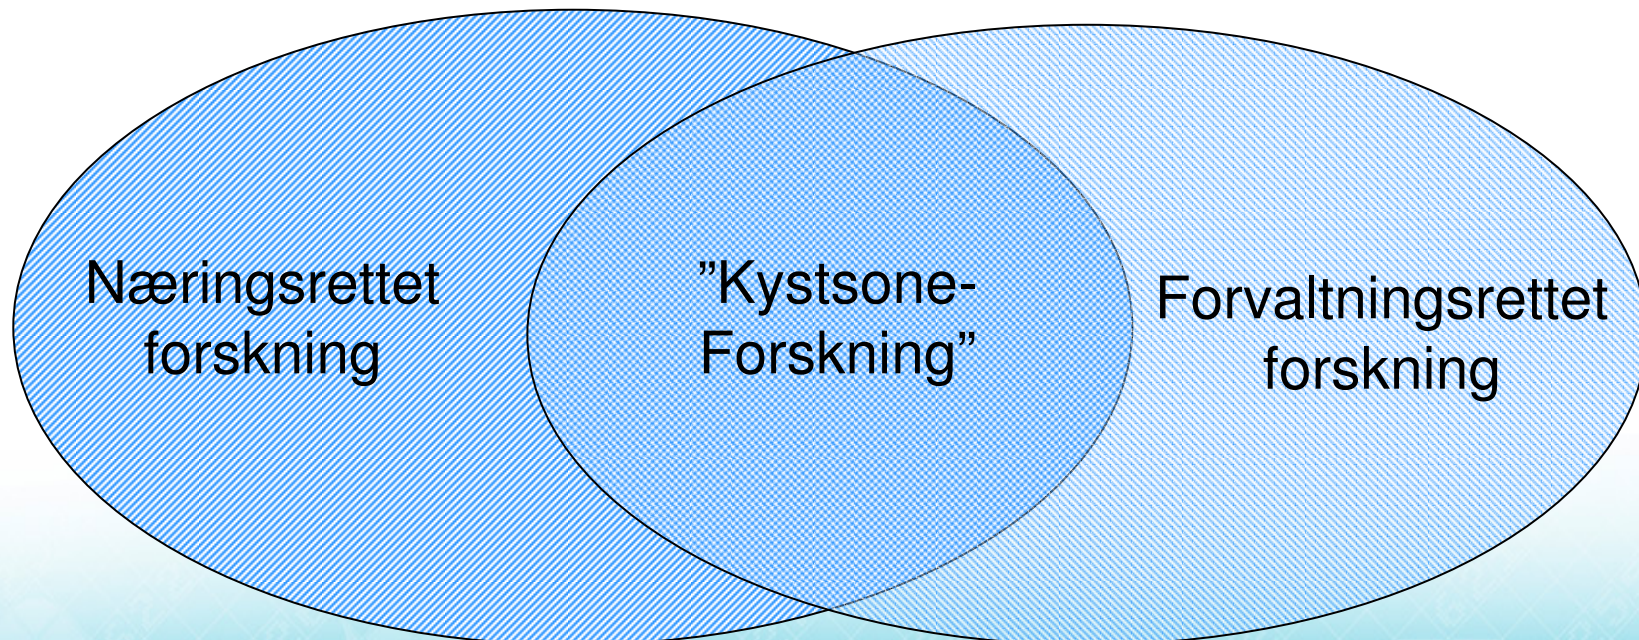 Næringsrettet
forskning
”Kystsone-
Forskning”
Forvaltningsrettet
forskning